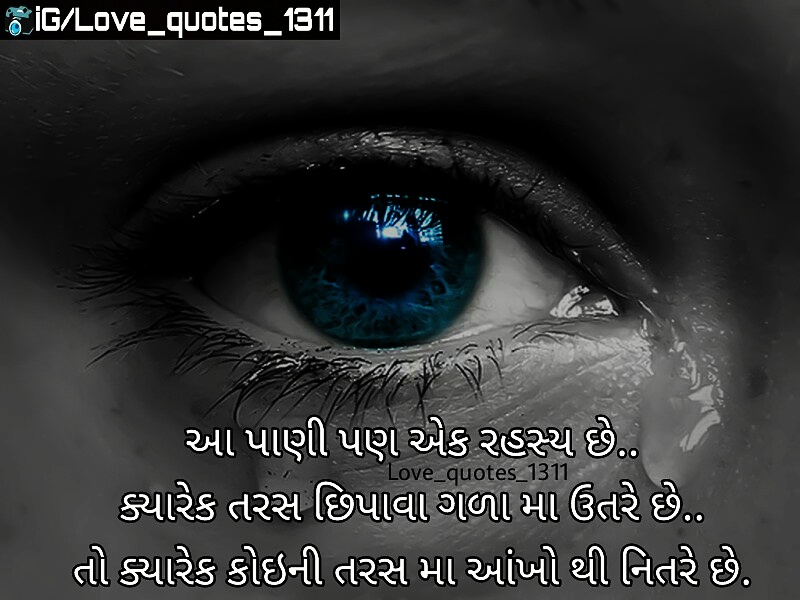 iG/Love_quotes_1311
આ પાણી પણ એક રહસ્ય છે..
Love_quotes_1311
ક્યારેક તરસ છિપાવા ગળા મા ઉતરે છે..
તો ક્યારેક કોઇની તરસ મા આંખો થી નિતરે છે.